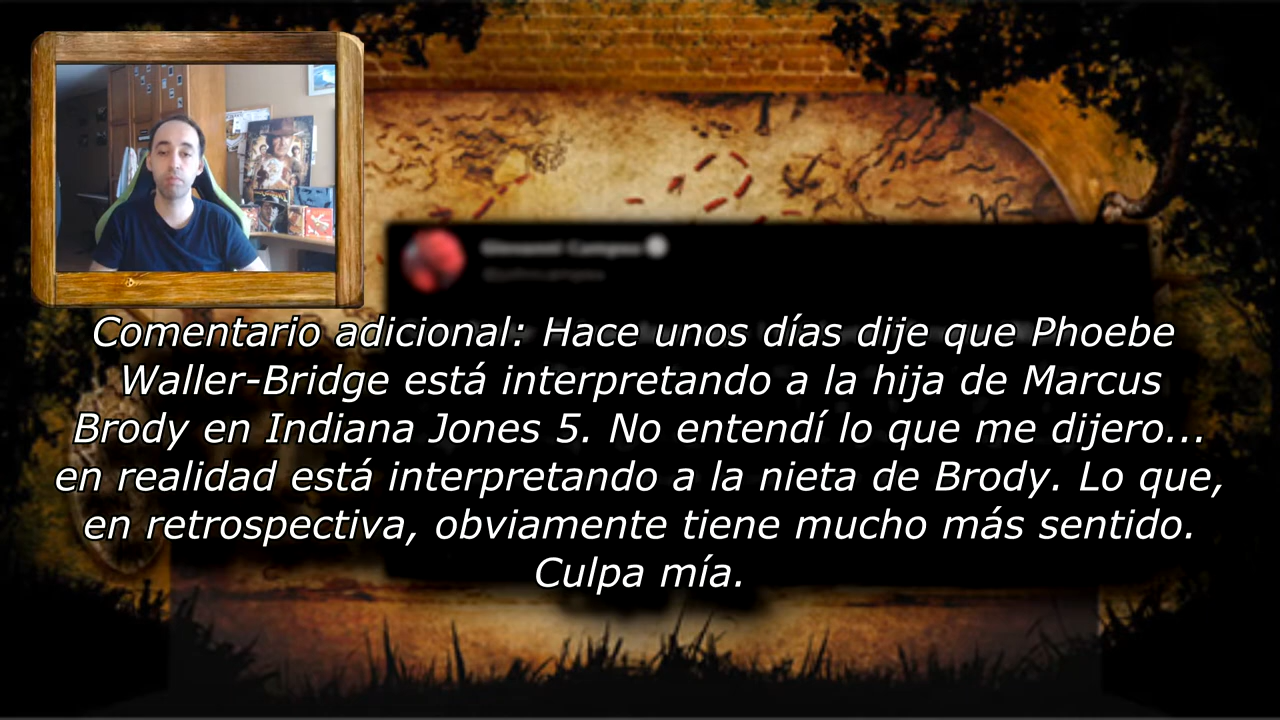 Comentario adicional: Hace unos días dije que Phoebe
Waller-Bridge está interpretando a la hija de Marcus
Brody en Indiana Jones 5. No entendí lo que me dijero...
en realidad está interpretando a la nieta de Brody. Lo que,
en retrospectiva, obviamente tiene mucho más sentido.
Culpa mía.